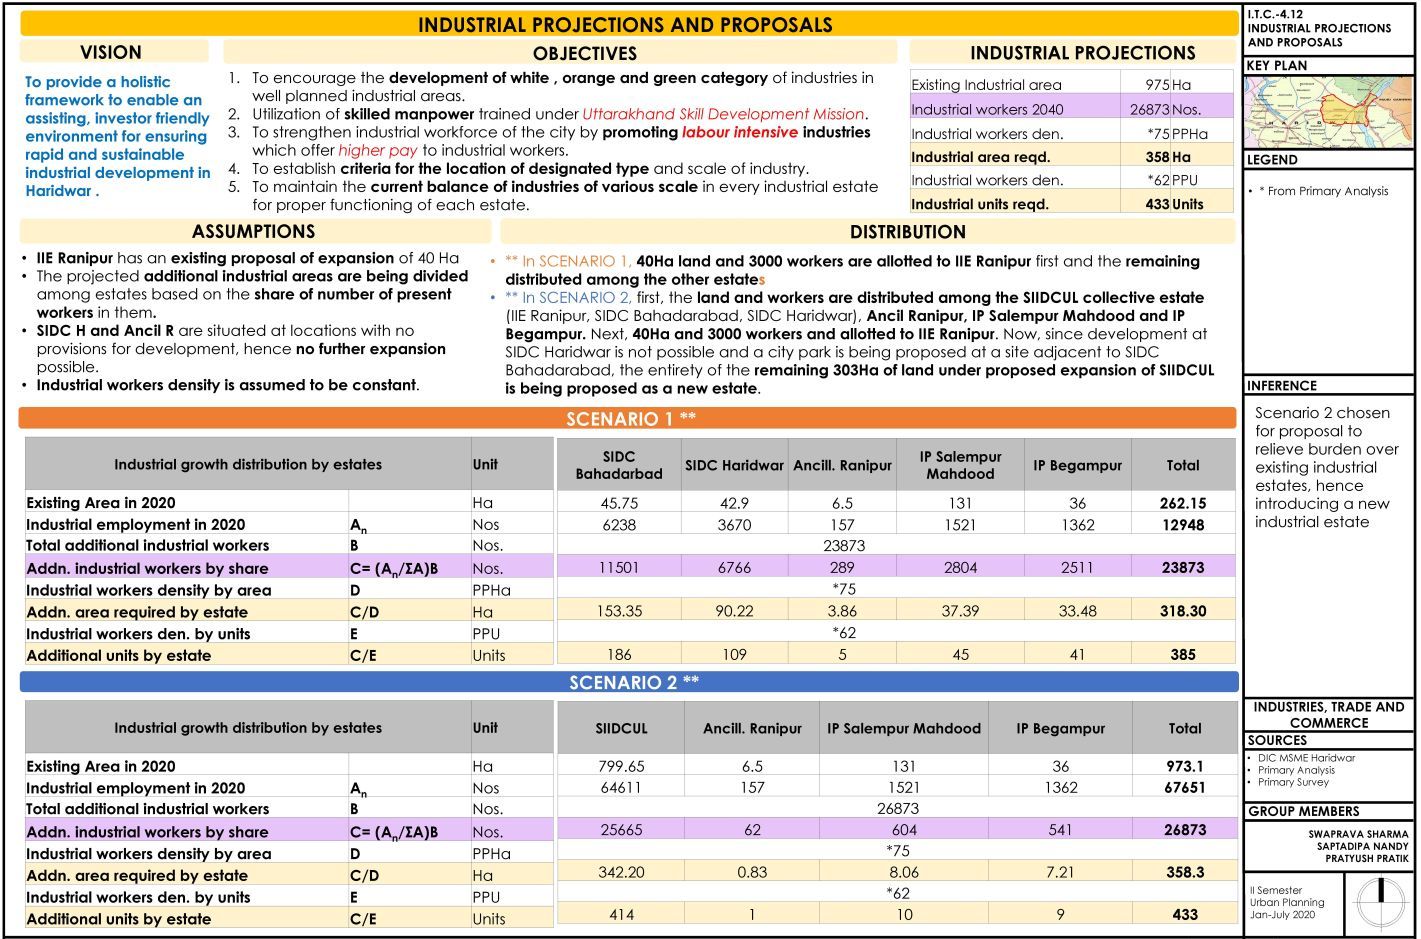 INDUSTRIAL PROJECTIONS AND PROPOSALS
VISION
To provide a holistic
framework to enable an
assisting, investor friendly
environment for ensuring
rapid and sustainable
industrial development in
Haridwar .
OBJECTIVES
1. To encourage the development of white , orange and green category of industries in
well planned industrial areas.
2. Utilization of skilled manpower trained under Uttarakhand Skill Development Mission.
3. To strengthen industrial workforce of the city by promoting labour intensive industries
which offer higher pay to industrial workers.
4. To establish criteria for the location of designated type and scale of industry.
5. To maintain the current balance of industries of various scale in every industrial estate
for proper functioning of each estate.
INDUSTRIAL PROJECTIONS
Existing Industrial area 975 Ha
Industrial workers 2040 26873 Nos.
Industrial workers den. *75 PPHa
Industrial area reqd. 358 Ha
Industrial workers den. *62 PPU
Industrial units reqd. 433 Units
ASSUMPTIONS
• IIE Ranipur has an existing proposal of expansion of 40 Ha
• The projected additional industrial areas are being divided
among estates based on the share of number of present
workers in them.
• SIDC H and Ancil R are situated at locations with no
provisions for development, hence no further expansion
possible.
• Industrial workers density is assumed to be constant.
DISTRIBUTION
• ** In SCENARIO 1, 40Ha land and 3000 workers are allotted to IIE Ranipur first and the remaining
distributed among the other estates
• ** In SCENARIO 2, first, the land and workers are distributed among the SIIDCUL collective estate
(IIE Ranipur, SIDC Bahadarabad, SIDC Haridwar), Ancil Ranipur, IP Salempur Mahdood and IP
Begampur. Next, 40Ha and 3000 workers and allotted to IIE Ranipur. Now, since development at
SIDC Haridwar is not possible and a city park is being proposed at a site adjacent to SIDC
Bahadarabad, the entirety of the remaining 303Ha of land under proposed expansion of SIIDCUL
is being proposed as a new estate.
SCENARIO 1 **
Industrial growth distribution by estates Unit SIDC Bahadarbad SIDC Haridwar Ancill. Ranipur IP Salempur Mahdood IP Begampur Total
Existing Area in 2020 Ha 45.75 42.9 6.5 131 36 262.15
Industrial employment in 2020 An Nos 6238 3670 157 1521 1362 12948
Total additional industrial workers B Nos. 23873
Addn. industrial workers by share C= (An/ΣA)B Nos. 11501 6766 289 2804 2511 23873
Industrial workers density by area D PPHa *75
Addn. area required by estate C/D Ha 153.35 90.22 3.86 37.39 33.48 318.30
Industrial workers den. by units E PPU *62
Additional units by estate C/E Units 186 109 5 45 41 385
SCENARIO 2 **
Industrial growth distribution by estates Unit SIIDCUL Ancill. Ranipur IP Salempur Mahdood IP Begampur Total
Existing Area in 2020 Ha 799.65 6.5 131 36 973.1
Industrial employment in 2020 An Nos 64611 157 1521 1362 67651
Total additional industrial workers B Nos. 26873
Addn. industrial workers by share C= (An/ΣA)B Nos. 25665 62 604 541 26873
Industrial workers density by area D PPHa *75
Addn. area required by estate C/D Ha 342.20 0.83 8.06 7.21 358.3
Industrial workers den. by units E PPU *62
Additional units by estate C/E Units 414 1 10 9 433
I.T.C.-4.12
INDUSTRIAL PROJECTIONS
AND PROPOSALS
KEY PLAN
LEGEND
• * From Primary Analysis
INFERENCE
Scenario 2 chosen
for proposal to
relieve burden over
existing industrial
estates, hence
introducing a new
industrial estate
INDUSTRIES, TRADE AND
COMMERCE
SOURCES
• DIC MSME Haridwar
• Primary Analysis
• Primary Survey
GROUP MEMBERS
SWAPRAVA SHARMA
SAPTADIPA NANDY
PRATYUSH PRATIK
II Semester
Urban Planning
Jan-July 2020